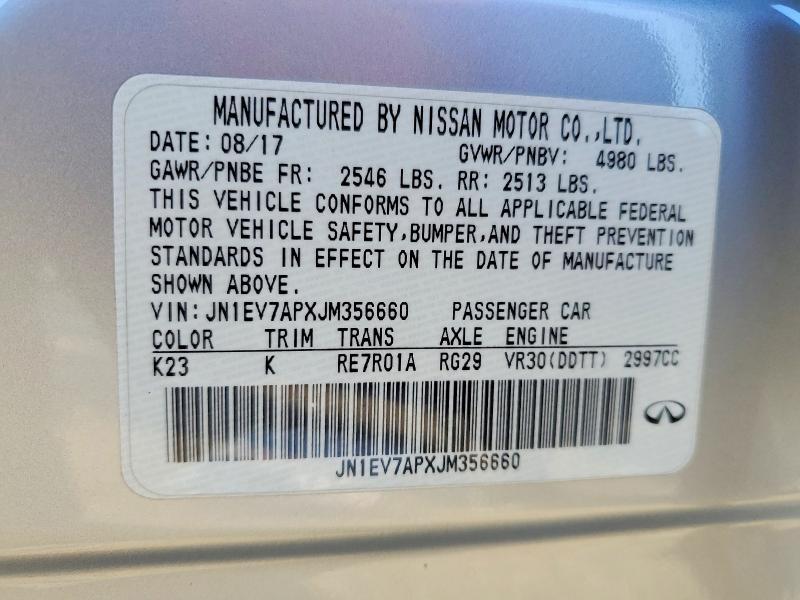 MANUFACTURED BY NISSAN MOTOR CO.,LTD.
DATE: 08/17 GVWR/PNBV: 4980 LBS.
GAWR/PNBE FR: 2546 LBS. RR: 2513 LBS.
THIS VEHICLE CONFORMS TO ALL APPLICABLE FEDERAL
MOTOR VEHICLE SAFETY,BUMPER,AND THEFT PREVENTION
STANDARDS IN EFFECT ON THE DATE OF MANUFACTURE
SHOWN ABOVE.
VIN: JN1EV7APXJM356660 PASSENGER CAR
COLOR TRIM TRANS AXLE ENGINE
K23 K RE7R01A RG29 VR30(DDTT) 2997CC
JN1EV7APXJM356660